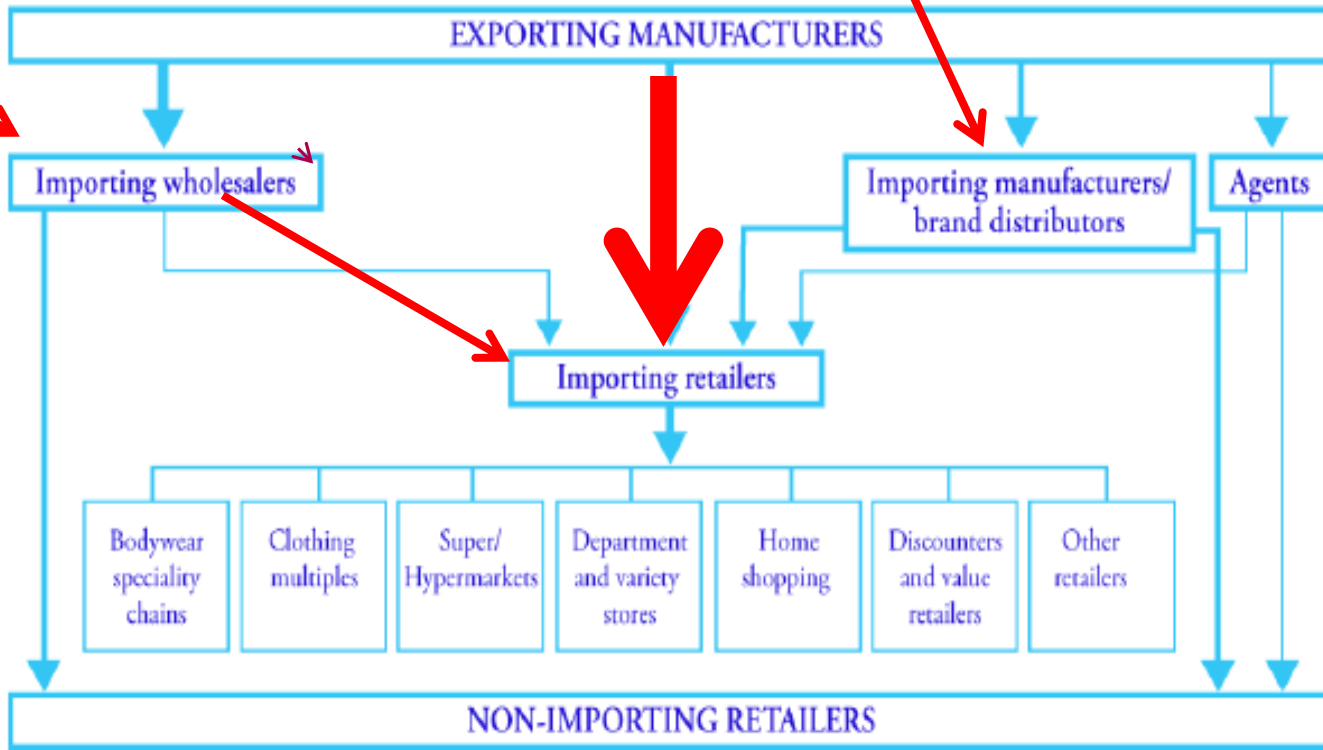 EXPORTING MANUFACTURERS
Importing wholesalers
Importing manufacturers/
brand distributors
Agents
Importing retailers
Bodywear
speciality
chains
Clothing
multiples
Super/
Hypermarkets
Department
and variety
stores
Home
shopping
Discounters
and value
retailers
Other
retailers
NON-IMPORTING RETAILERS